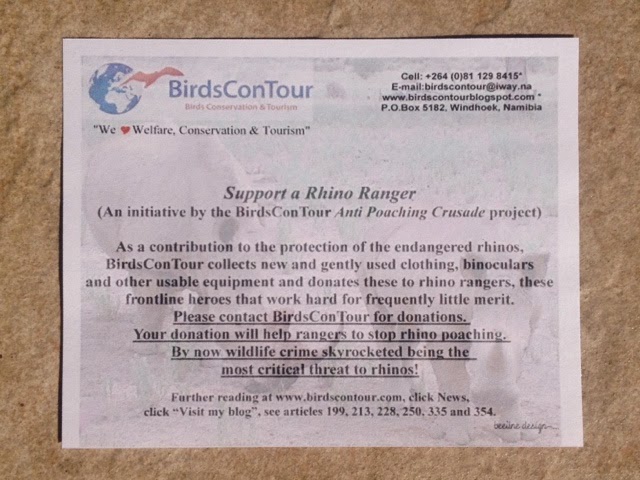 BirdsConTour
Birds Conservation & Tourism
"We ❤ Welfare, Conservation & Tourism"
Cell: +264 (0)81 129 8415*
E-mail:birdscontour@iway.na
www.birdscontourblogspot.com *
P.O.Box 5182, Windhoek, Namibia
Support a Rhino Ranger
(An initiative by the BirdsConTour Anti Poaching Crusade project)
As a contribution to the protection of the endangered rhinos,
BirdsConTour collects new and gently used clothing, binoculars
and other usable equipment and donates these to rhino rangers, these
frontline heroes that work hard for frequently little merit.
Please contact BirdsConTour for donations.
Your donation will help rangers to stop rhino poaching.
By now wildlife crime skyrocketed being the
most critical threat to rhinos!
Further reading at www.birdscontour.com, click News,
click “Visit my blog”, see articles 199, 213, 228, 250, 335 and 354.
beeline design